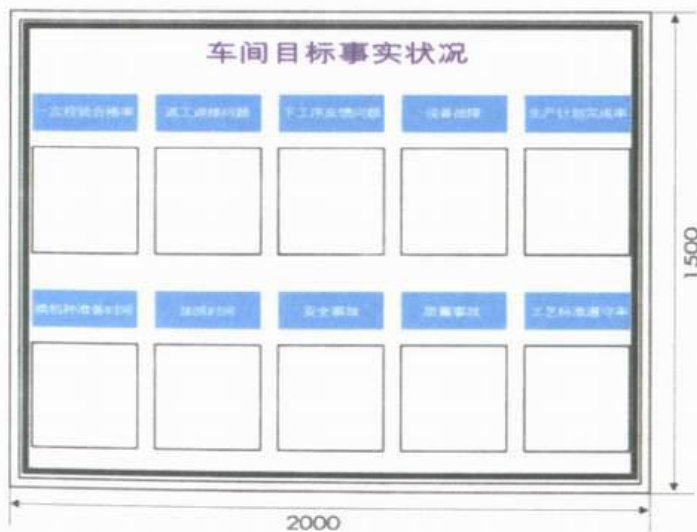 车间目标事实状况
一次检验合格率 返工返修问题 下工序反馈问题 设备故障 生产计划完成率
换机种准备时间 加班时间 安全事故 质量事故 工艺标准遵守率
1500
2000